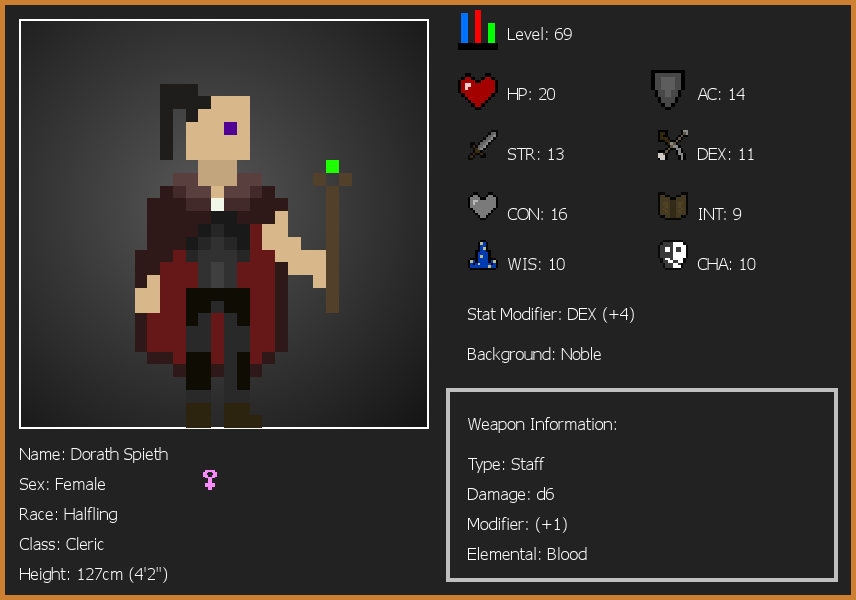 Level: 69
HP: 20
AC: 14
STR: 13
DEX: 11
CON: 16
INT: 9
WIS: 10
CHA: 10
Stat Modifier: DEX (+4)
Background: Noble
Weapon Information:
Type: Staff
Damage: d6
Modifier: (+1)
Elemental: Blood
Name: Dorath Spieth
Sex: Female
Race: Halfling
Class: Cleric
Height: 127cm (4'2")